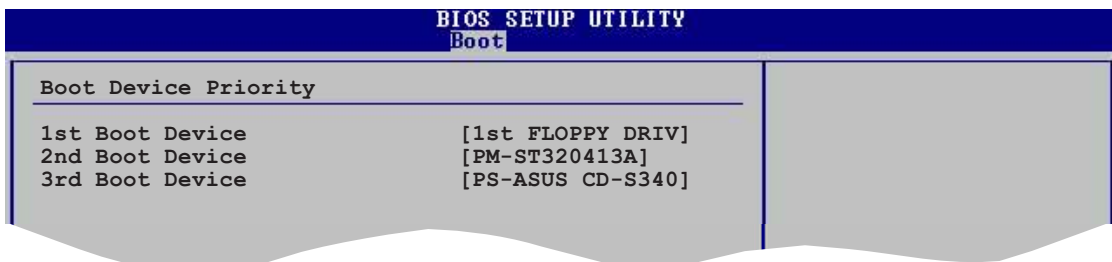 BIOS SETUP UTILITY
Boot
Boot Device Priority
1st Boot Device [1st FLOPPY DRIV]
2nd Boot Device [PM-ST320413A]
3rd Boot Device [PS-ASUS CD-S340]